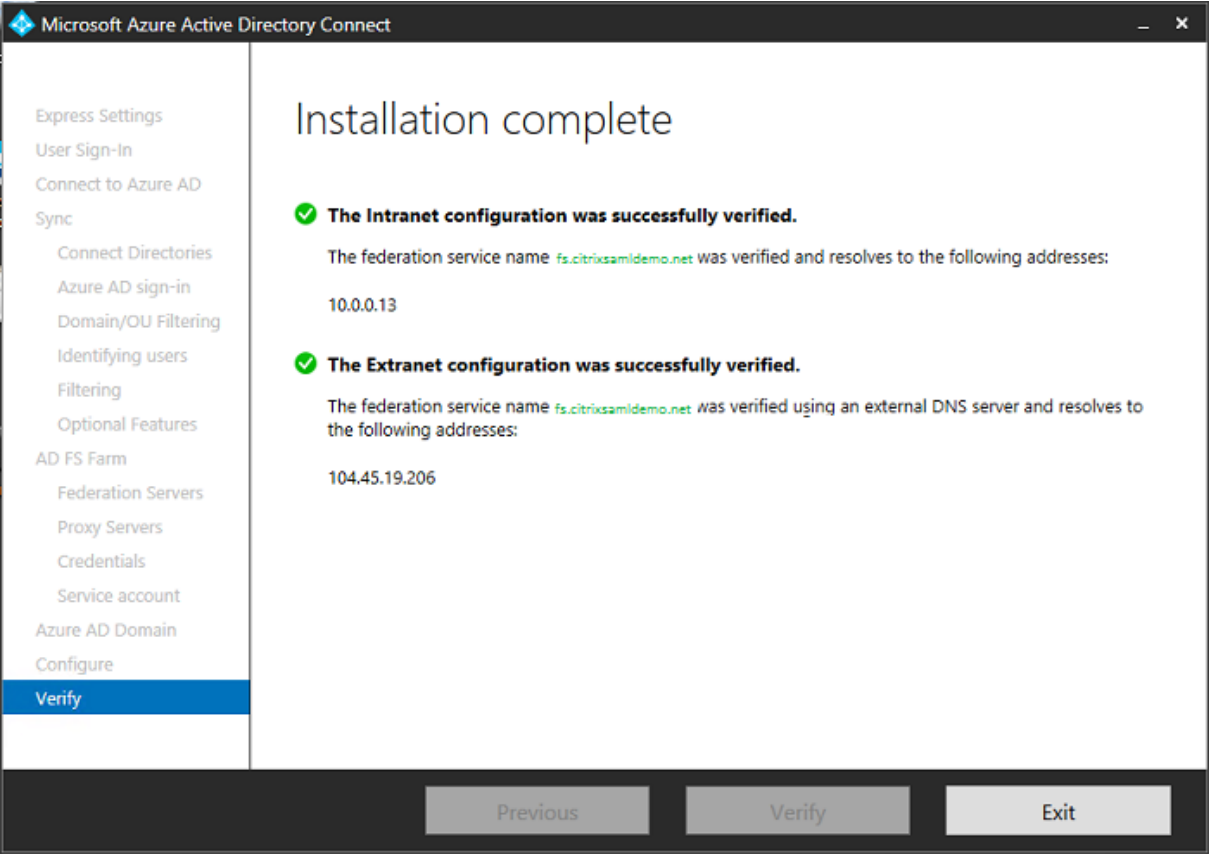 Microsoft Azure Active Directory Connect
Express Settings
User Sign-In
Connect to Azure AD
Sync
Connect Directories
Azure AD sign-in
Domain/OU Filtering
Identifying users
Filtering
Optional Features
AD FS Farm
Federation Servers
Proxy Servers
Credentials
Service account
Azure AD Domain
Configure
Verify
Installation complete
The Intranet configuration was successfully verified.
The federation service name fs.citrixsamldemo.net was verified and resolves to the following addresses:
10.0.0.13
The Extranet configuration was successfully verified.
The federation service name fs.citrixsamldemo.net was verified using an external DNS server and resolves to
the following addresses:
104.45.19.206
Previous
Verify
Exit